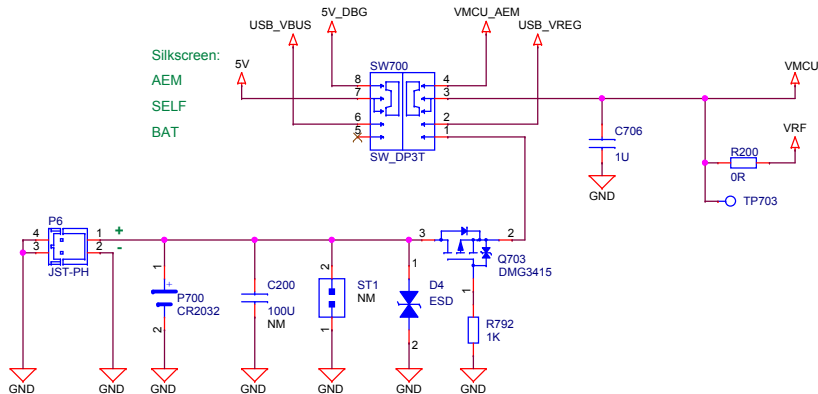 5V_DBG VMCU_AEM
USB_VBUS USB_VREG
Silkscreen:
5V SW700 VMCU
AEM 8 4
7 3
SELF
6 2
BAT 5 1
SW_DP3T
C706
1U
VRF
R200
0R
GND TP703
P6
4 1 +
3 2 -
JST-PH
3 2
Q703
DMG3415
1
P700
CR2032
2
C200
100U
NM
2
ST1
NM
1
1
D4
ESD
2
1
R792
1K
GND GND GND GND GND GND GND